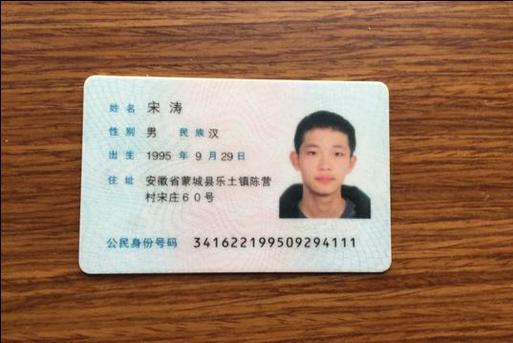 姓名 宋涛
性别 男 民族 汉
出生 1995 年 9 月 29 日
住址 安徽省蒙城县乐土镇陈营
村宋庄60号
公民身份号码 341622199509294111